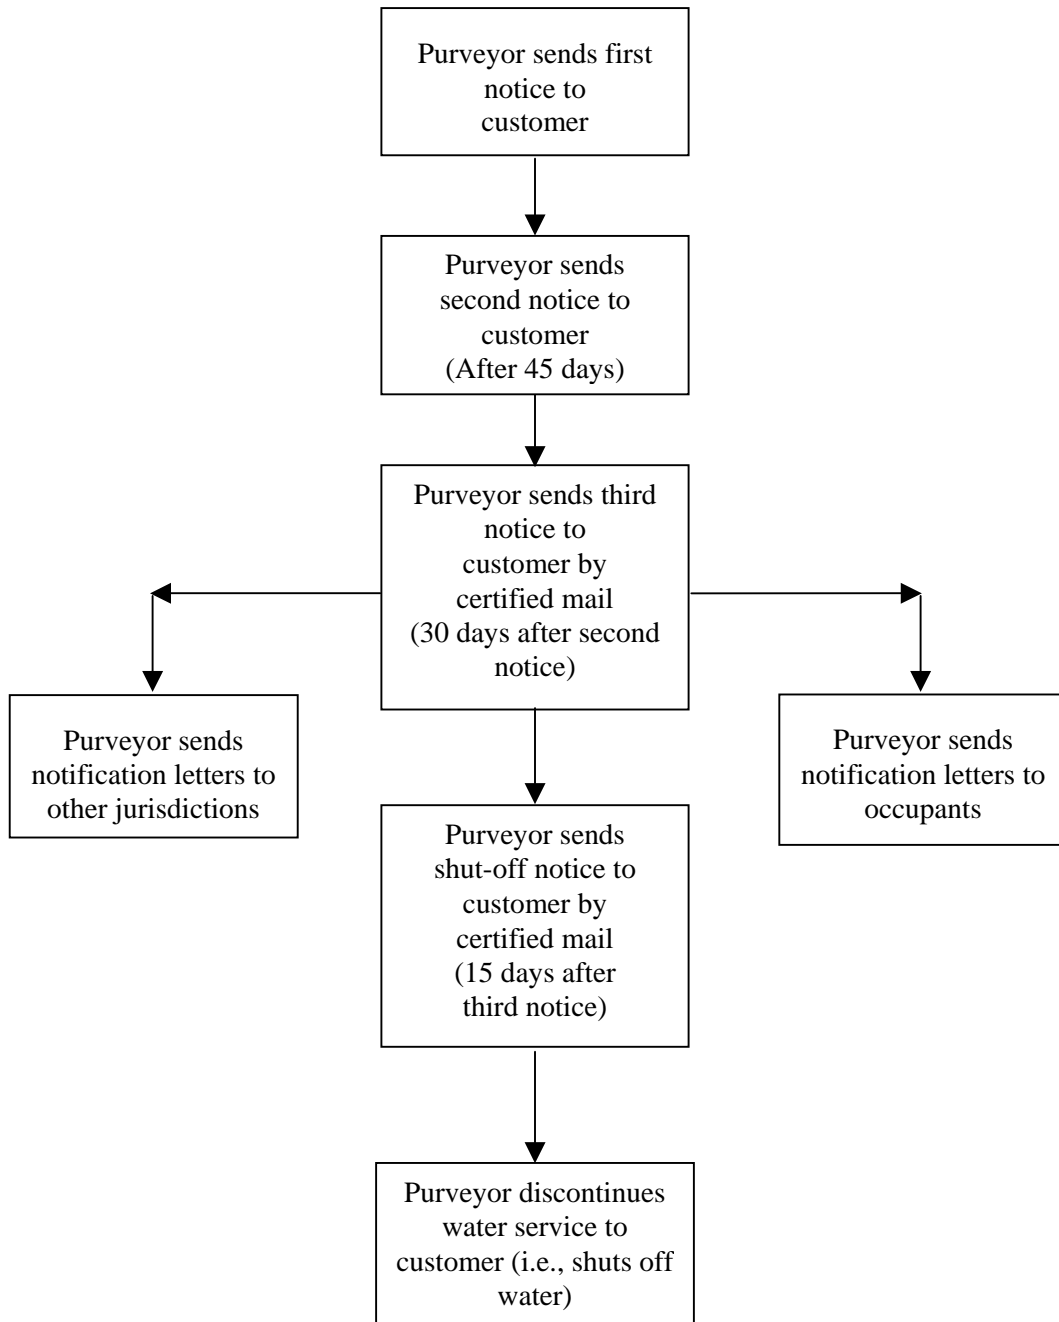 Purveyor sends first
notice to
customer
Purveyor sends
second notice to
customer
(After 45 days)
Purveyor sends third
notice to
customer by
certified mail
(30 days after second
notice)
Purveyor sends
notification letters to
other jurisdictions
Purveyor sends
notification letters to
occupants
Purveyor sends
shut-off notice to
customer by
certified mail
(15 days after
third notice)
Purveyor discontinues
water service to
customer (i.e., shuts off
water)